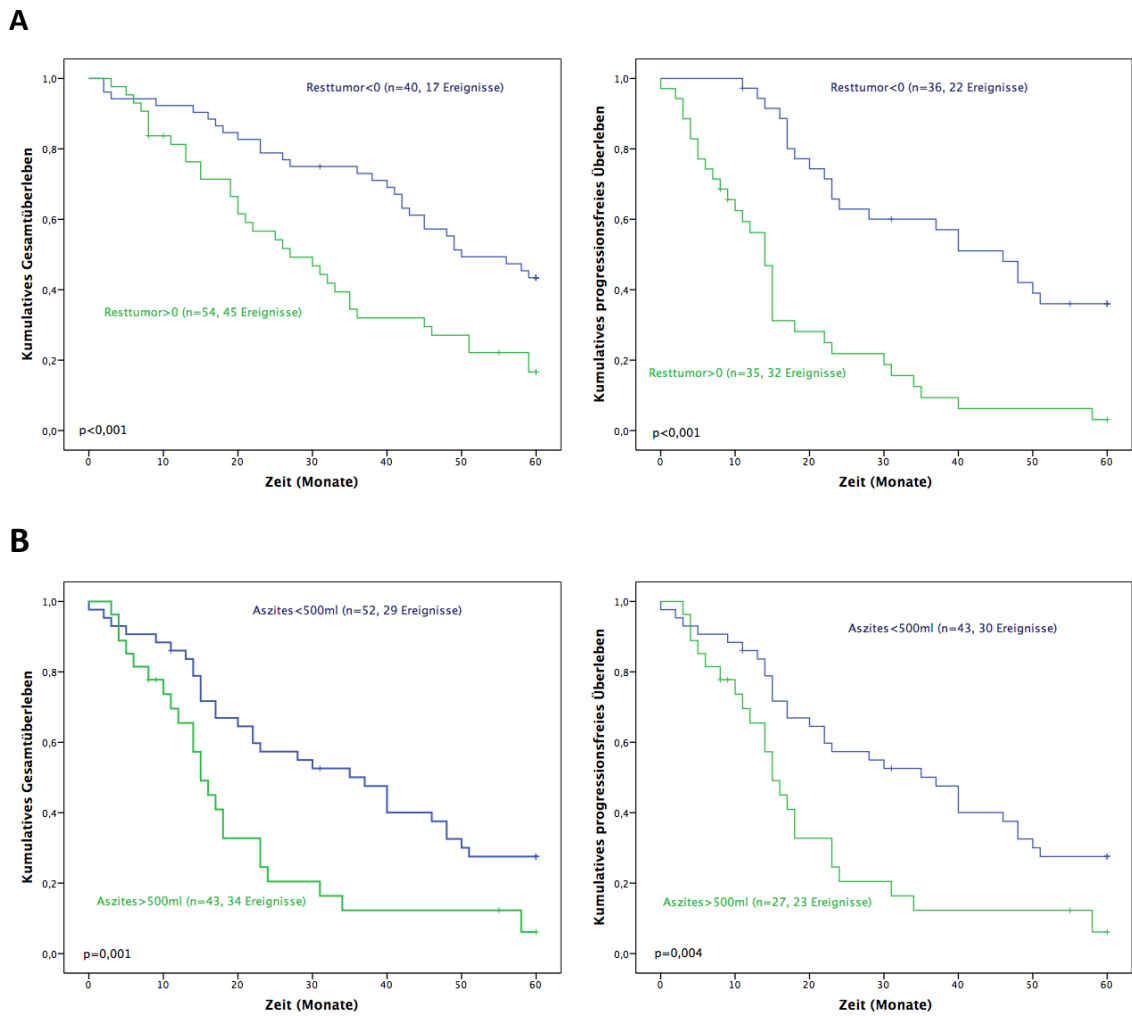 A
Kumulatives Gesamtüberleben
1,0
0,8
0,6
0,4
0,2
0,0
Resttumor<0 (n=40, 17 Ereignisse)
Resttumor>0 (n=54, 45 Ereignisse)
p<0,001
0 10 20 30 40 50 60
Zeit (Monate)
Kumulatives progressionsfreies Überleben
1,0
0,8
0,6
0,4
0,2
0,0
Resttumor<0 (n=36, 22 Ereignisse)
Resttumor>0 (n=35, 32 Ereignisse)
p<0,001
0 10 20 30 40 50 60
Zeit (Monate)
B
Kumulatives Gesamtüberleben
1,0
0,8
0,6
0,4
0,2
0,0
Aszites<500ml (n=52, 29 Ereignisse)
Aszites>500ml (n=43, 34 Ereignisse)
p=0,001
0 10 20 30 40 50 60
Zeit (Monate)
Kumulatives progressionsfreies Überleben
1,0
0,8
0,6
0,4
0,2
0,0
Aszites<500ml (n=43, 30 Ereignisse)
Aszites>500ml (n=27, 23 Ereignisse)
p=0,004
0 10 20 30 40 50 60
Zeit (Monate)